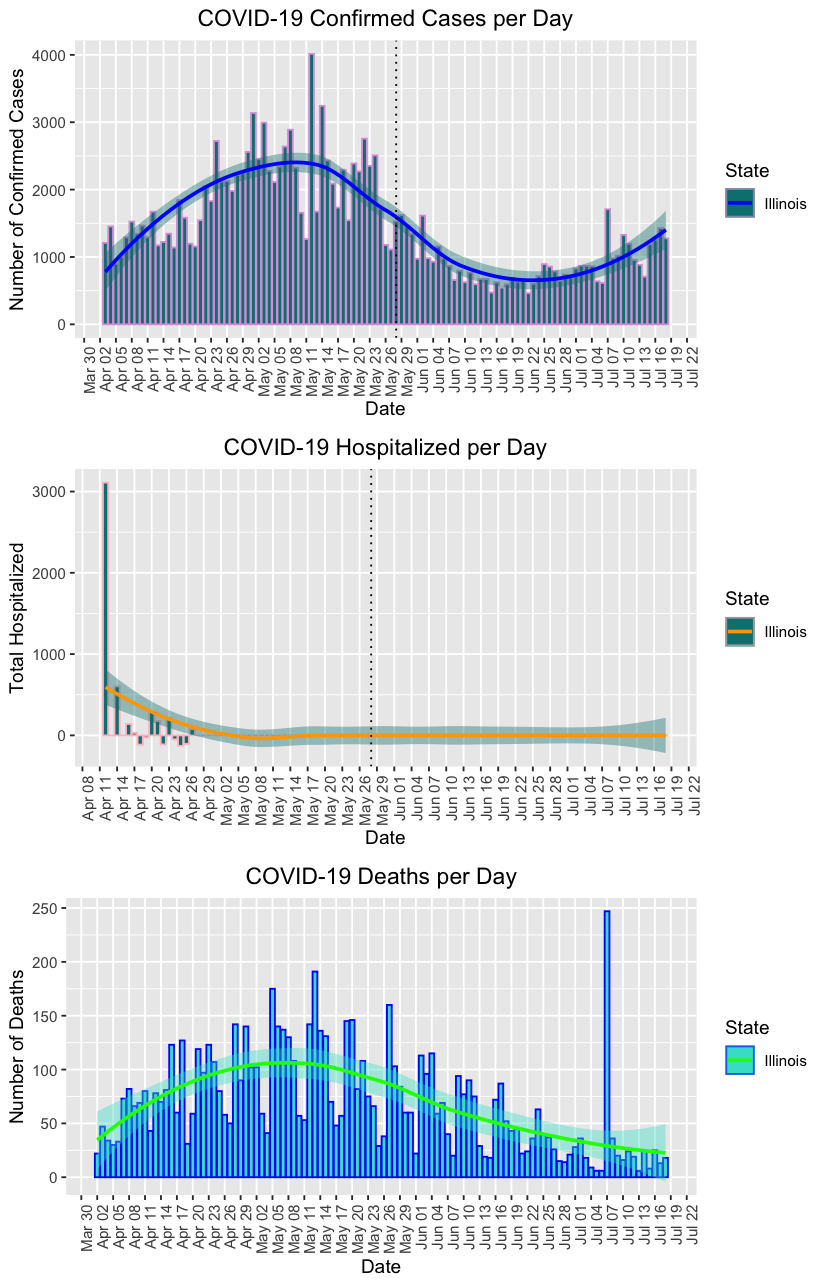 COVID-19 Confirmed Cases per Day
Number of Confirmed Cases
4000
3000
2000
1000
0
Mar 30
Apr 02
Apr 05
Apr 08
Apr 11
Apr 14
Apr 17
Apr 20
Apr 23
Apr 26
Apr 29
May 02
May 05
May 08
May 11
May 14
May 17
May 20
May 23
May 26
May 29
Jun 01
Jun 04
Jun 07
Jun 10
Jun 13
Jun 16
Jun 19
Jun 22
Jun 25
Jun 28
Jul 01
Jul 04
Jul 07
Jul 10
Jul 13
Jul 16
Jul 19
Jul 22
Date
State
Illinois
COVID-19 Hospitalized per Day
Total Hospitalized
3000
2000
1000
0
Apr 08
Apr 11
Apr 14
Apr 17
Apr 20
Apr 23
Apr 26
Apr 29
May 02
May 05
May 08
May 11
May 14
May 17
May 20
May 23
May 26
May 29
Jun 01
Jun 04
Jun 07
Jun 10
Jun 13
Jun 16
Jun 19
Jun 22
Jun 25
Jun 28
Jul 01
Jul 04
Jul 07
Jul 10
Jul 13
Jul 16
Jul 19
Jul 22
Date
State
Illinois
COVID-19 Deaths per Day
Number of Deaths
250
200
150
100
50
0
Mar 30
Apr 02
Apr 05
Apr 08
Apr 11
Apr 14
Apr 17
Apr 20
Apr 23
Apr 26
Apr 29
May 02
May 05
May 08
May 11
May 14
May 17
May 20
May 23
May 26
May 29
Jun 01
Jun 04
Jun 07
Jun 10
Jun 13
Jun 16
Jun 19
Jun 22
Jun 25
Jun 28
Jul 01
Jul 04
Jul 07
Jul 10
Jul 13
Jul 16
Jul 19
Jul 22
Date
State
Illinois